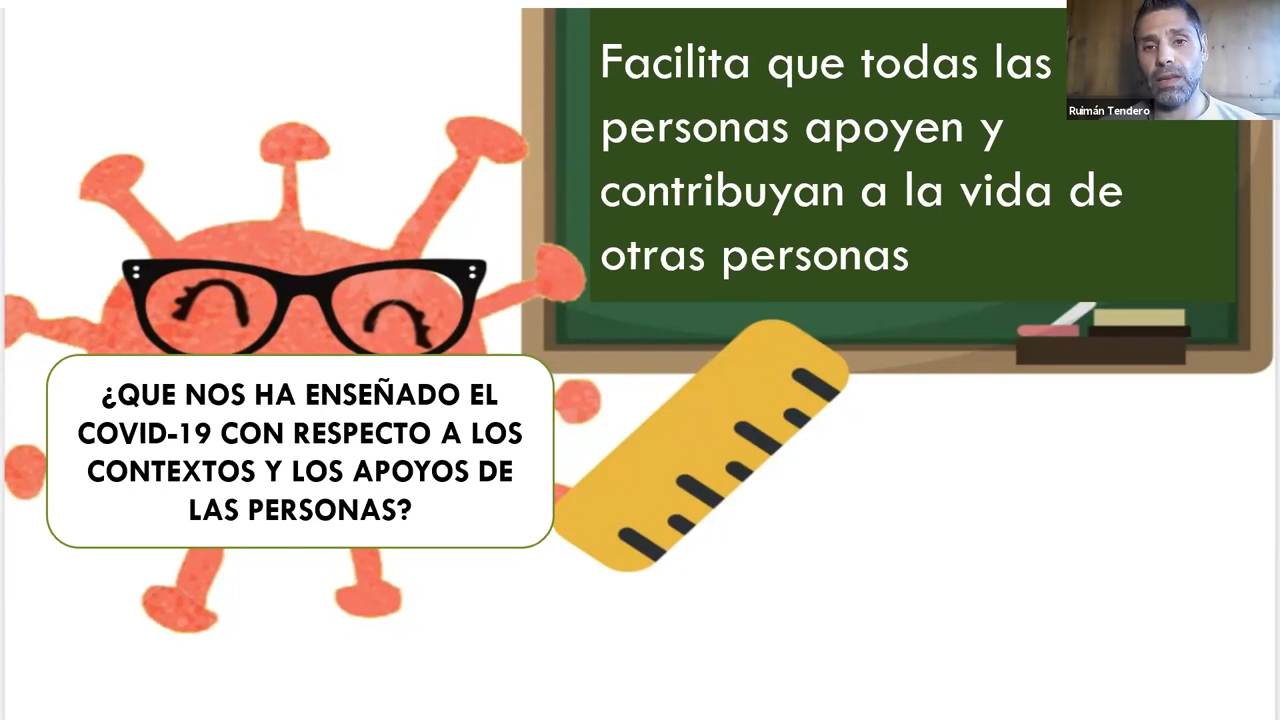 Facilita que todas las
personas apoyen y
contribuyan a la vida de
otras personas
Ruimán Tendero
¿QUE NOS HA ENSEÑADO EL
COVID-19 CON RESPECTO A LOS
CONTEXTOS Y LOS APOYOS DE
LAS PERSONAS?